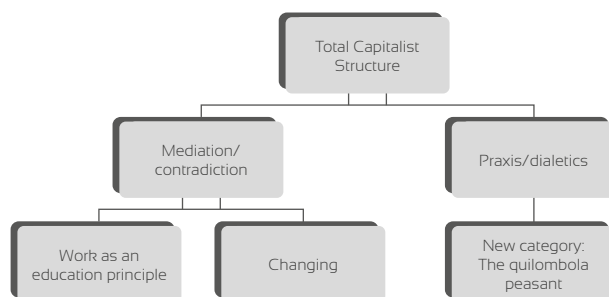 Total Capitalist
Structure
Mediation/
contradiction
Praxis/dialetics
Work as an
education principle
Changing
New category:
The quilombola
peasant